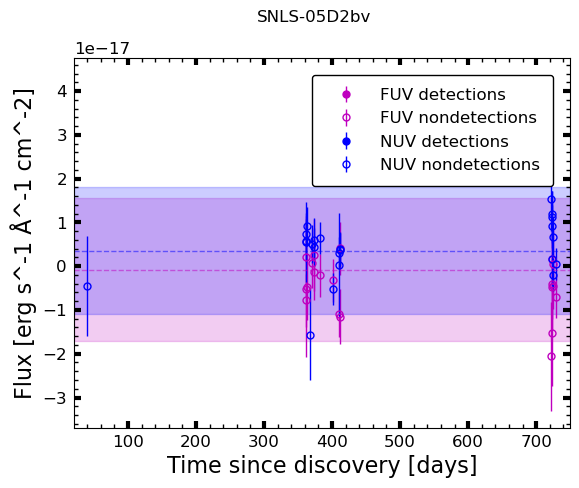 SNLS-05D2bv
1e−17
FUV detections
FUV nondetections
NUV detections
NUV nondetections
4
3
2
1
0
−1
−2
−3
Flux [erg s^-1 Å^-1 cm^-2]
100 200 300 400 500 600 700
Time since discovery [days]